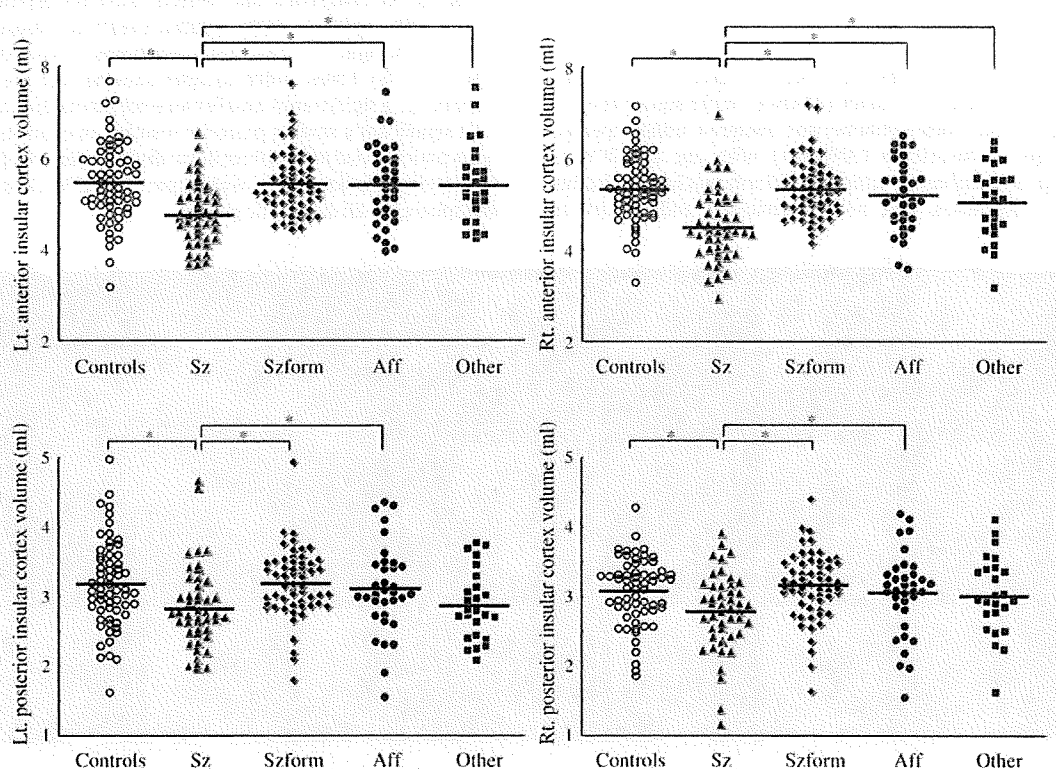 Lt. anterior insular cortex volume (ml)
* * * *
8
6
4
2
Controls Sz Szform Aff Other
Rt. anterior insular cortex volume (ml)
* * * *
8
6
4
2
Controls Sz Szform Aff Other
Lt. posterior insular cortex volume (ml)
* * *
5
4
3
2
1
Controls Sz Szform Aff Other
Rt. posterior insular cortex volume (ml)
* * *
5
4
3
2
1
Controls Sz Szform Aff Other